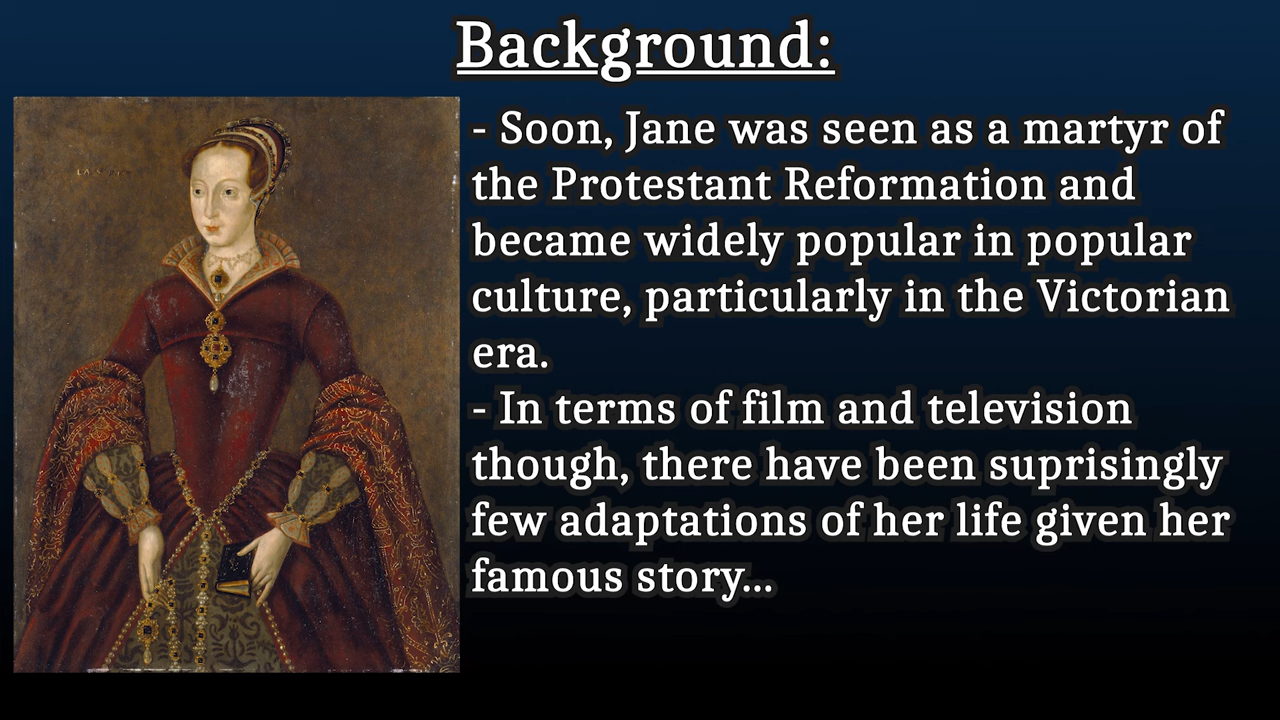 Background:
- Soon, Jane was seen as a martyr of
the Protestant Reformation and
became widely popular in popular
culture, particularly in the Victorian
era.
- In terms of film and television
though, there have been suprisingly
few adaptations of her life given her
famous story...